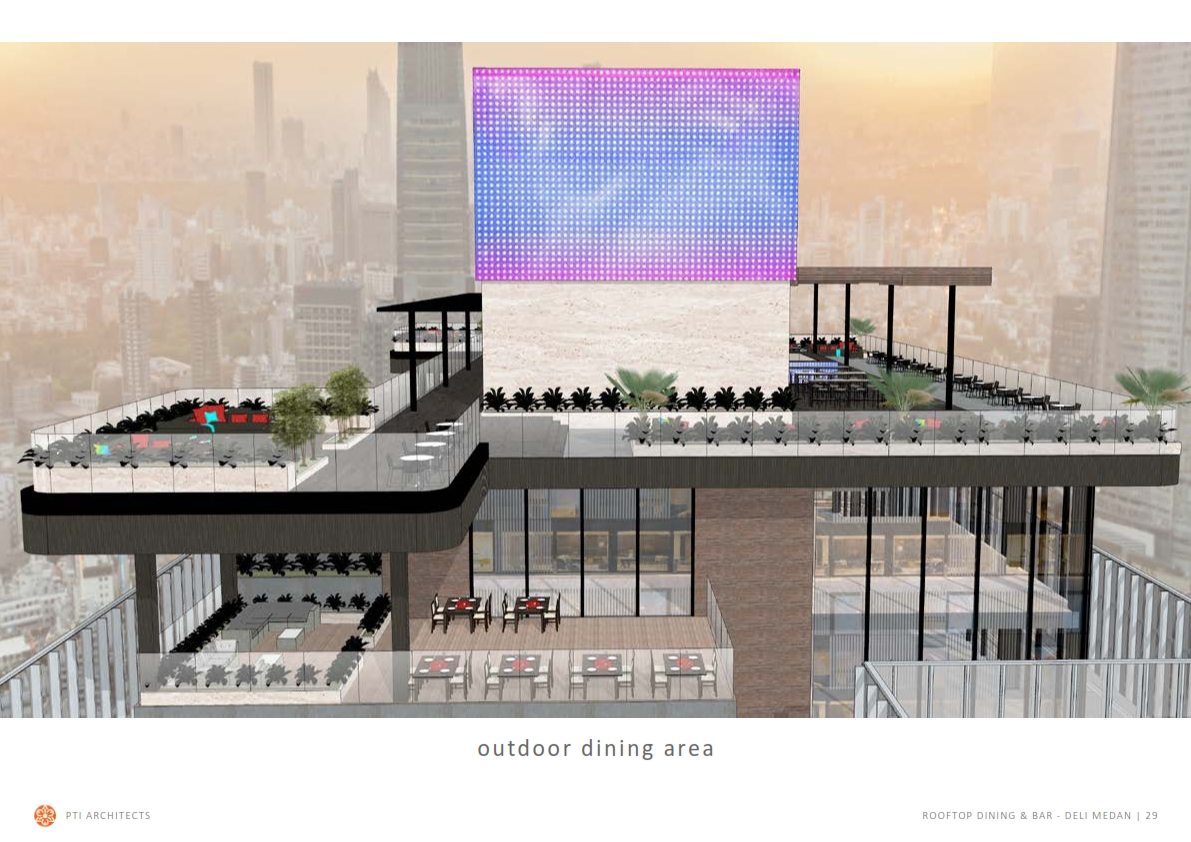 outdoor dining area
PTI ARCHITECTS
ROOFTOP DINING & BAR - DELI MEDAN | 29